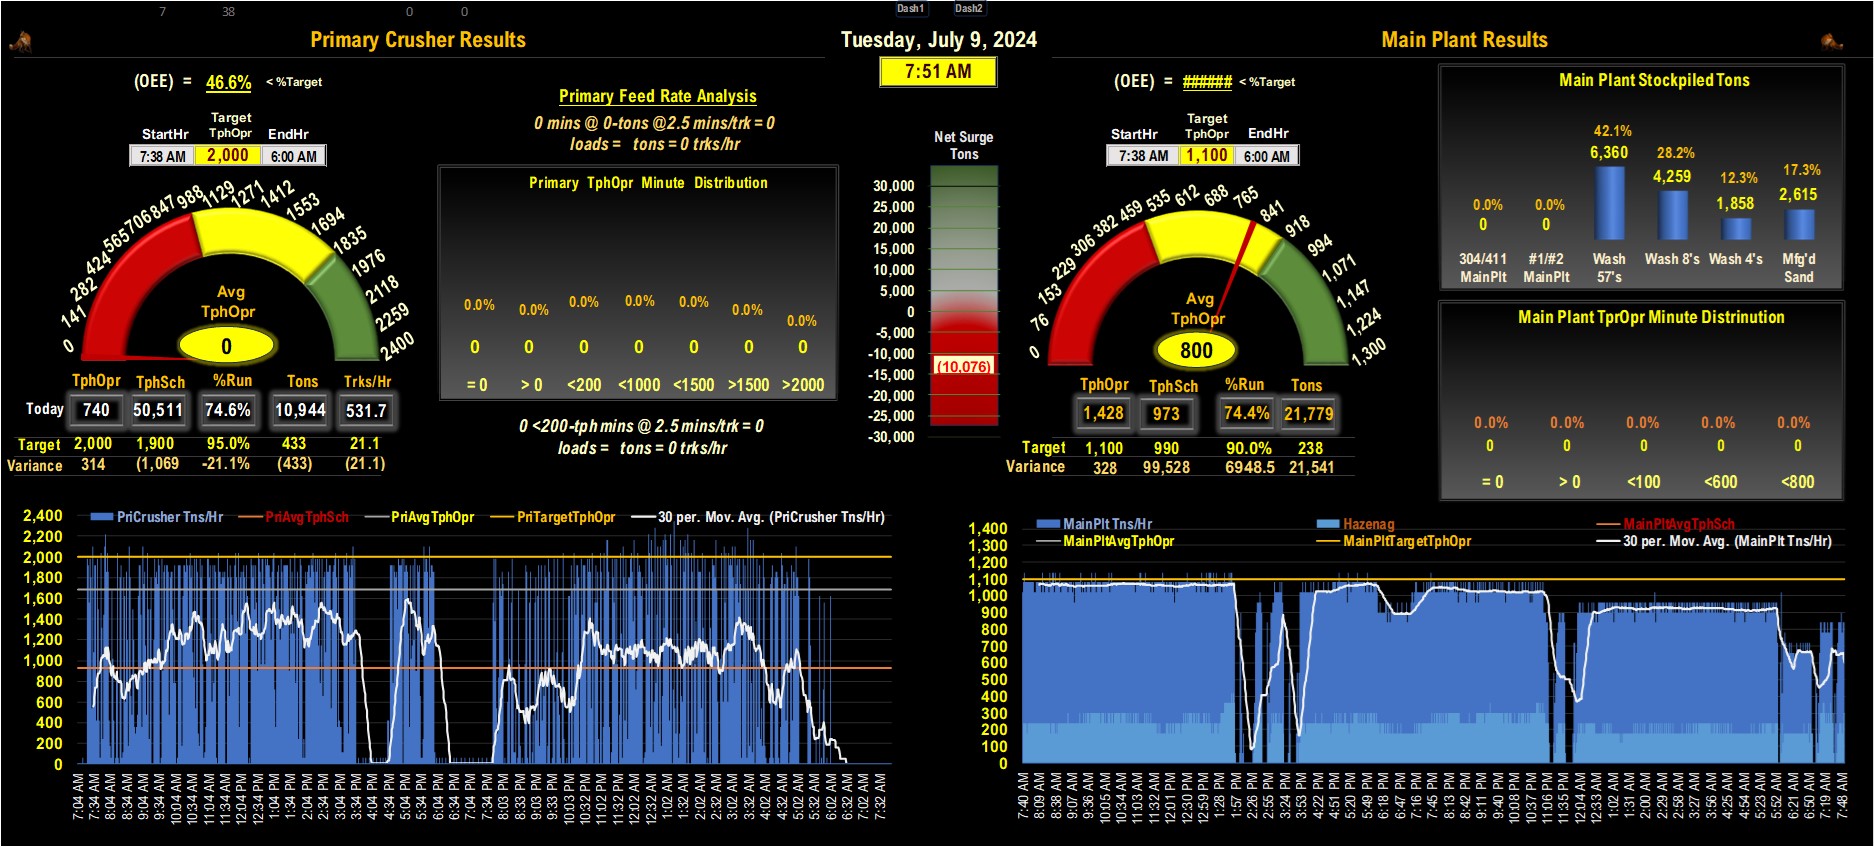 7 38 0 0 Dash1 Dash2
Primary Crusher Results
Tuesday, July 9, 2024
Main Plant Results
7:51 AM
(OEE) = 46.6% < %Target
Target
StartHr TphOpr EndHr
7:38 AM 2,000 6:00 AM
0 141 282 424 565 706 847 988 1129 1271 1412 1553 1694 1835 1976 2118 2259 2400
Avg
TphOpr
0
TphOpr TphSch %Run Tons Trks/Hr
Today 740 50,511 74.6% 10,944 531.7
Target 2,000 1,900 95.0% 433 21.1
Variance 314 (1,069 -21.1% (433) (21.1)
Primary Feed Rate Analysis
0 mins @ 0-tons @2.5 mins/trk = 0
loads = tons = 0 trks/hr
Primary TphOpr Minute Distribution
0.0% 0.0% 0.0% 0.0% 0.0% 0.0% 0.0%
0 0 0 0 0 0 0
= 0 > 0 <200 <1000 <1500 >1500 >2000
0 <200-tph mins @ 2.5 mins/trk = 0
loads = tons = 0 trks/hr
Net Surge
Tons
30,000
25,000
20,000
15,000
10,000
5,000
0
-5,000
-10,000
(10,076)
-15,000
-20,000
-25,000
-30,000
(OEE) = ###### < %Target
Target
StartHr TphOpr EndHr
7:38 AM 1,100 6:00 AM
0 76 153 229 306 382 459 535 612 688 765 841 918 994 1,071 1,147 1,224 1,300
Avg
TphOpr
800
TphOpr TphSch %Run Tons
1,428 973 74.4% 21,779
Target 1,100 990 90.0% 238
Variance 328 99,528 6948.5 21,541
Main Plant Stockpiled Tons
0.0% 0.0% 42.1% 28.2% 12.3% 17.3%
0 0 6,360 4,259 1,858 2,615
304/411 #1/#2 Wash Wash 8's Wash 4's Mfg'd
MainPlt MainPlt 57's Sand
Main Plant TprOpr Minute Distrinution
0.0% 0.0% 0.0% 0.0% 0.0%
0 0 0 0 0
= 0 > 0 <100 <600 <800
PriCrusher Tns/Hr PriAvgTphSch PriAvgTphOpr PriTargetTphOpr 30 per. Mov. Avg. (PriCrusher Tns/Hr)
2,400
2,200
2,000
1,800
1,600
1,400
1,200
1,000
800
600
400
200
0
7:04 AM 7:34 AM 8:04 AM 8:34 AM 9:04 AM 9:34 AM 10:04 AM 10:34 AM 11:04 AM 11:34 AM 12:04 PM 12:34 PM 1:04 PM 1:34 PM 2:04 PM 2:34 PM 3:04 PM 3:34 PM 4:04 PM 4:34 PM 5:04 PM 5:34 PM 6:04 PM 6:34 PM 7:04 PM 7:34 PM 8:03 PM 8:33 PM 9:03 PM 9:33 PM 10:03 PM 10:32 PM 11:02 PM 11:32 PM 12:02 AM 12:32 AM 1:02 AM 1:32 AM 2:02 AM 2:32 AM 3:02 AM 3:32 AM 4:02 AM 4:32 AM 5:02 AM 5:32 AM 6:02 AM 6:32 AM 7:02 AM 7:32 AM
MainPlt Tns/Hr Hazenag MainPltAvgTphSch
MainPltAvgTphOpr MainPltTargetTphOpr 30 per. Mov. Avg. (MainPlt Tns/Hr)
1,400
1,300
1,200
1,100
1,000
900
800
700
600
500
400
300
200
100
0
7:40 AM 8:09 AM 8:38 AM 9:07 AM 9:36 AM 10:05 AM 10:34 AM 11:03 AM 11:32 AM 12:01 PM 12:30 PM 12:59 PM 1:28 PM 1:57 PM 2:26 PM 2:55 PM 3:24 PM 3:53 PM 4:22 PM 4:51 PM 5:20 PM 5:49 PM 6:18 PM 6:47 PM 7:16 PM 7:45 PM 8:13 PM 8:42 PM 9:11 PM 9:40 PM 10:08 PM 10:37 PM 11:06 PM 11:35 PM 12:04 AM 12:33 AM 1:02 AM 1:31 AM 2:00 AM 2:29 AM 2:58 AM 3:27 AM 3:56 AM 4:25 AM 4:54 AM 5:23 AM 5:52 AM 6:21 AM 6:50 AM 7:19 AM 7:48 AM